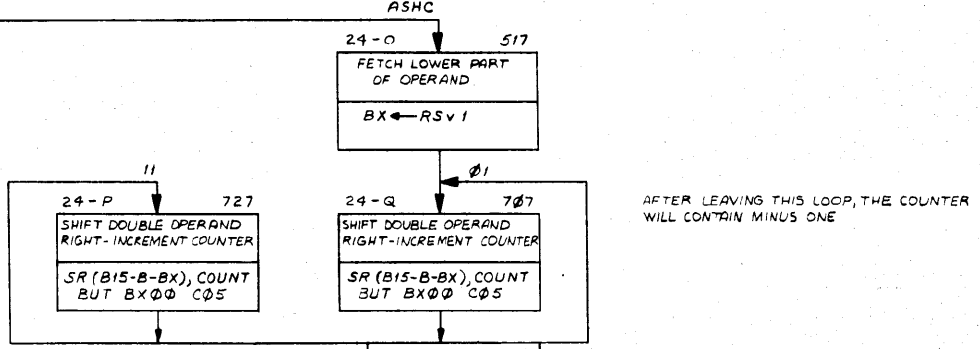 ASHC
24-O 517
FETCH LOWER PART
OF OPERAND
BX←RSv1
11
Ø1
24-P 727
SHIFT DOUBLE OPERAND
RIGHT-INCREMENT COUNTER
SR(B15-B-BX), COUNT
BUT BXØØ CØ5
24-Q 7Ø7
SHIFT DOUBLE OPERAND
RIGHT-INCREMENT COUNTER
SR(B15-B-BX), COUNT
BUT BXØØ CØ5
AFTER LEAVING THIS LOOP, THE COUNTER
WILL CONTAIN MINUS ONE